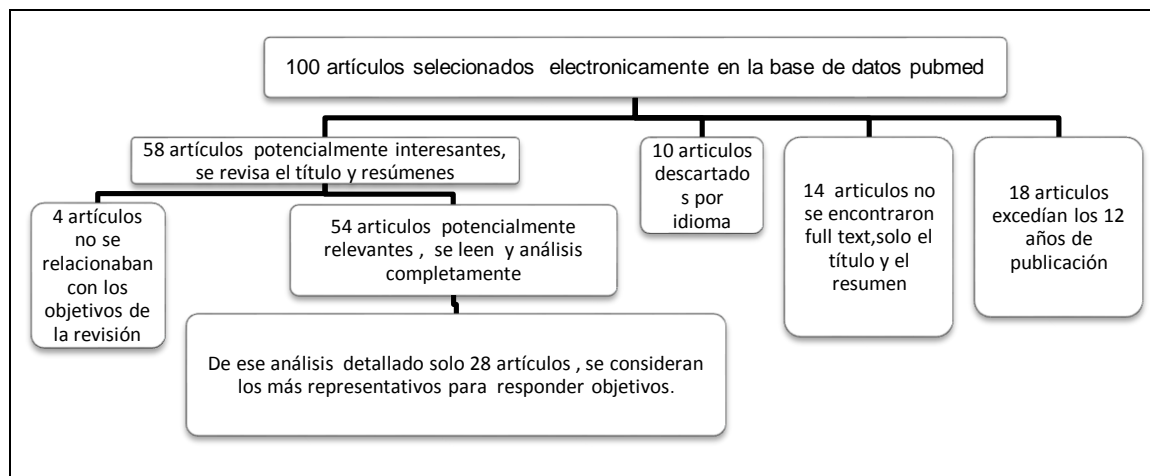 100 artículos selecionados electronicamente en la base de datos pubmed
58 artículos potencialmente interesantes,
se revisa el título y resúmenes
10 articulos
descartado
s por
idioma
14 articulos no
se encontraron
full text,solo el
título y el
resumen
18 articulos
excedían los 12
años de
publicación
4 artículos
no se
relacionaban
con los
objetivos de
la revisión
54 articulos potencialmente
relevantes , se leen y análisis
completamente
De ese análisis detallado solo 28 artículos , se consideran
los más representativos para responder objetivos.